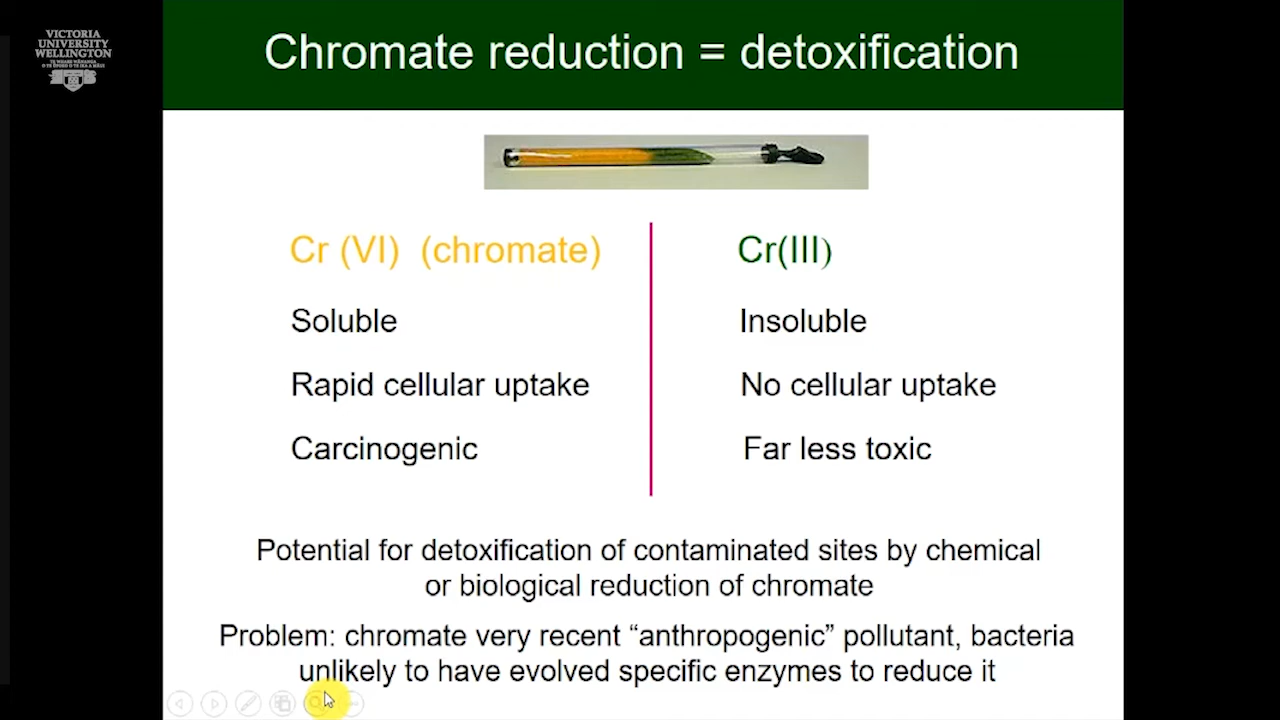 VICTORIA
UNIVERSITY
WELLINGTON
Chromate reduction = detoxification
Cr (VI) (chromate)
Cr(III)
Soluble
Insoluble
Rapid cellular uptake
No cellular uptake
Carcinogenic
Far less toxic
Potential for detoxification of contaminated sites by chemical
or biological reduction of chromate
Problem: chromate very recent “anthropogenic” pollutant, bacteria
unlikely to have evolved specific enzymes to reduce it